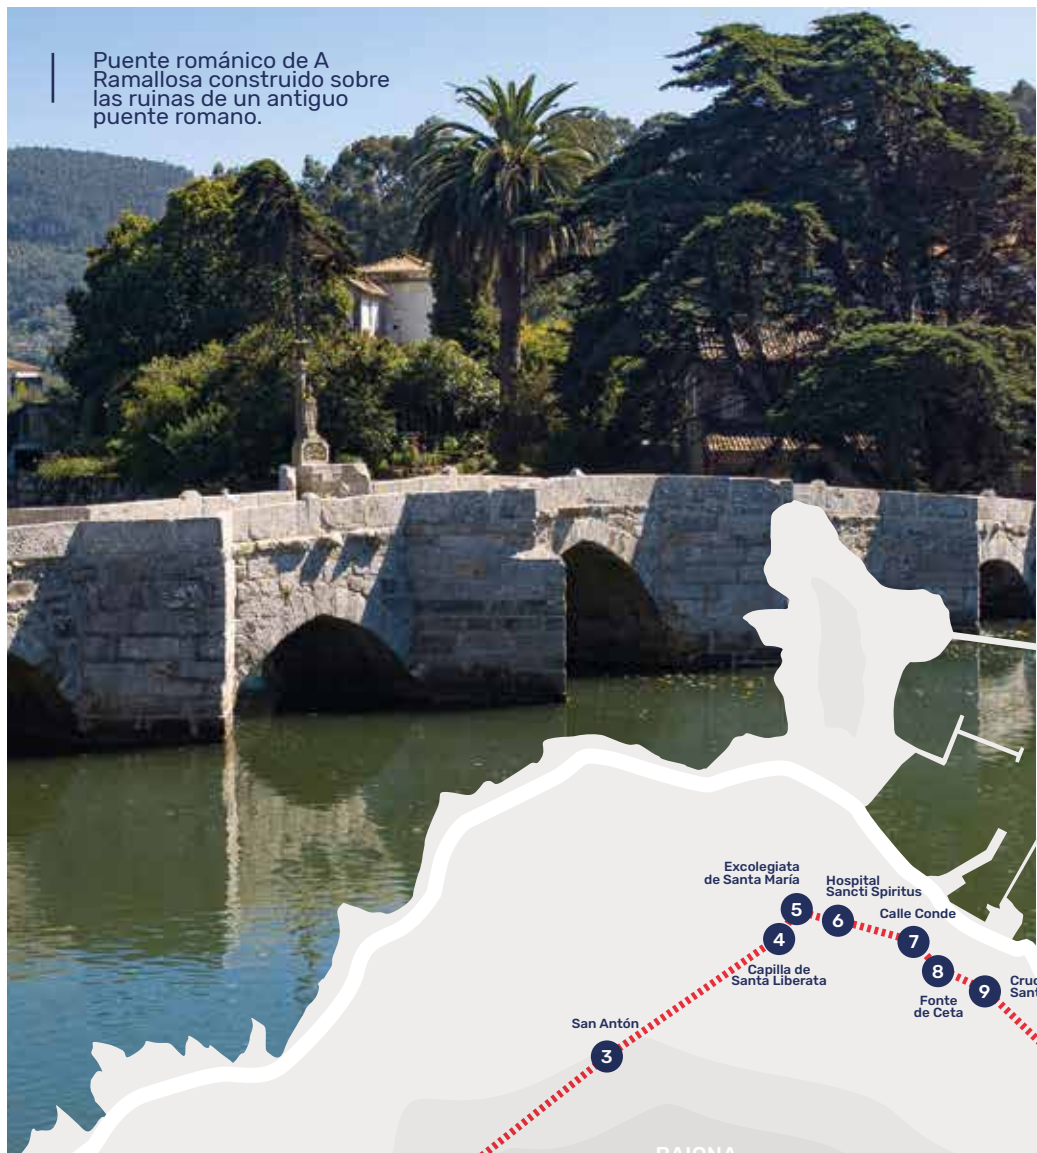 Puente románico de A
Ramallosa construido sobre
las ruinas de un antiguo
puente romano.
Excolegiata
de Santa María
5
Hospital
Sancti Spiritus
6
Calle Conde
7
4
Capilla de
Santa Liberata
8
Fonte
de Ceta
9
San Antón
3
BAIONA